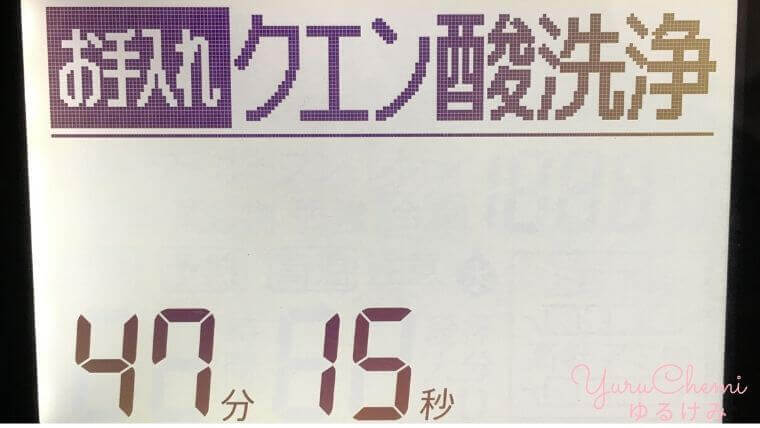 お手入れ クエン酸洗浄
47分 15秒
YuruChemi
ゆるけみ